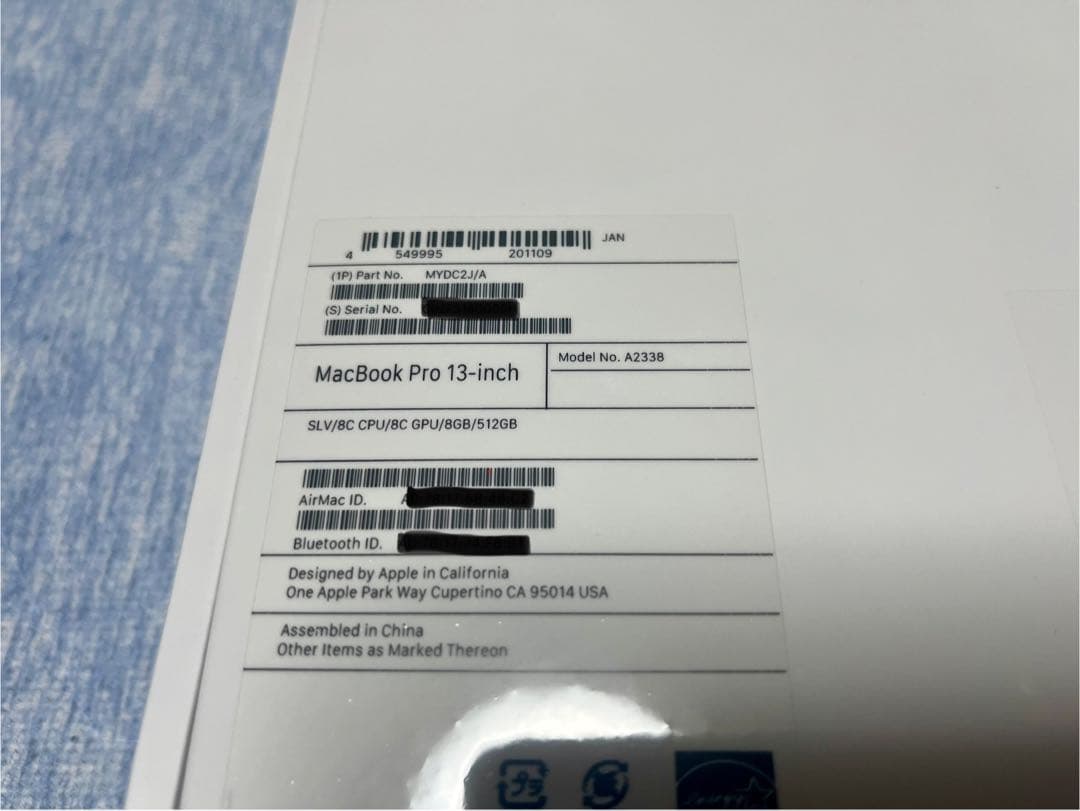 JAN
4 549995 201109
(1P) Part No. MYDC2J/A
(S) Serial No.
MacBook Pro 13-inch
Model No. A2338
SLV/8C CPU/8C GPU/8GB/512GB
AirMac ID.
Bluetooth ID.
Designed by Apple in California
One Apple Park Way Cupertino CA 95014 USA
Assembled in China
Other Items as Marked Thereon
プラ